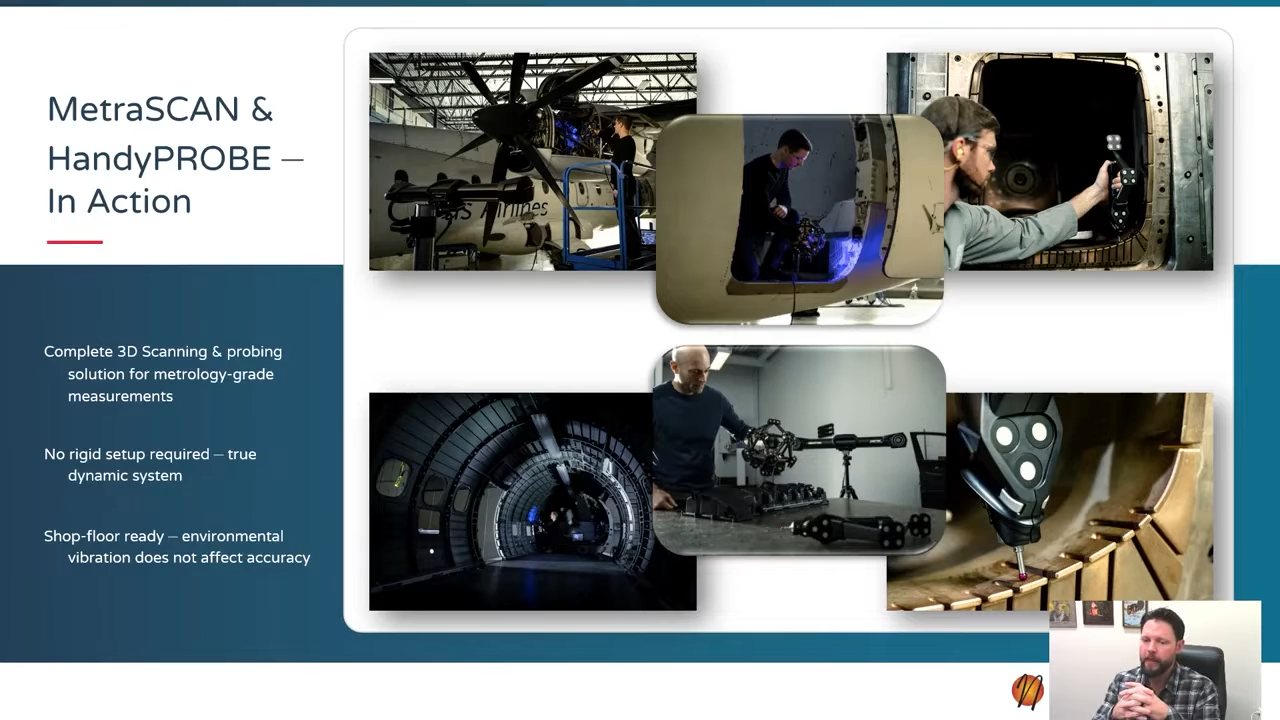 MetraSCAN &
HandyPROBE –
In Action
Complete 3D Scanning & probing
solution for metrology-grade
measurements
No rigid setup required – true
dynamic system
Shop-floor ready – environmental
vibration does not affect accuracy
Airlines